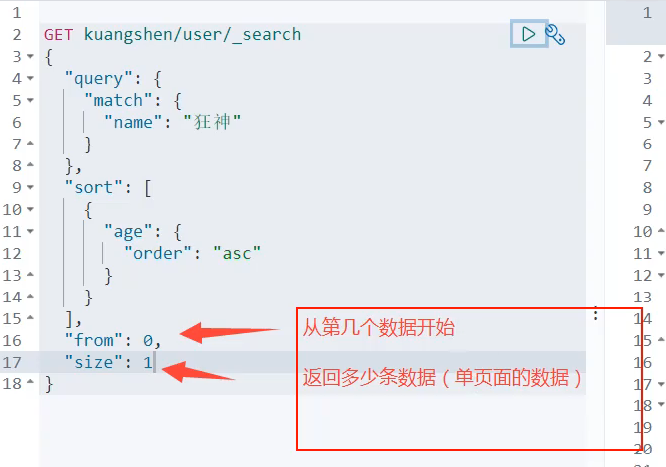 1
2 GET kuangshen/user/_search
3 {
4 "query": {
5 "match": {
6 "name": "狂神"
7 }
8 },
9 "sort": [
10 {
11 "age": {
12 "order": "asc"
13 }
14 }
15 ],
16 "from": 0,
17 "size": 1
18 }
从第几个数据开始
返回多少条数据（单页面的数据）
1
2
3
4
5
6
7
8
9
10
11
12
13
14
15
16
17
18
19
20